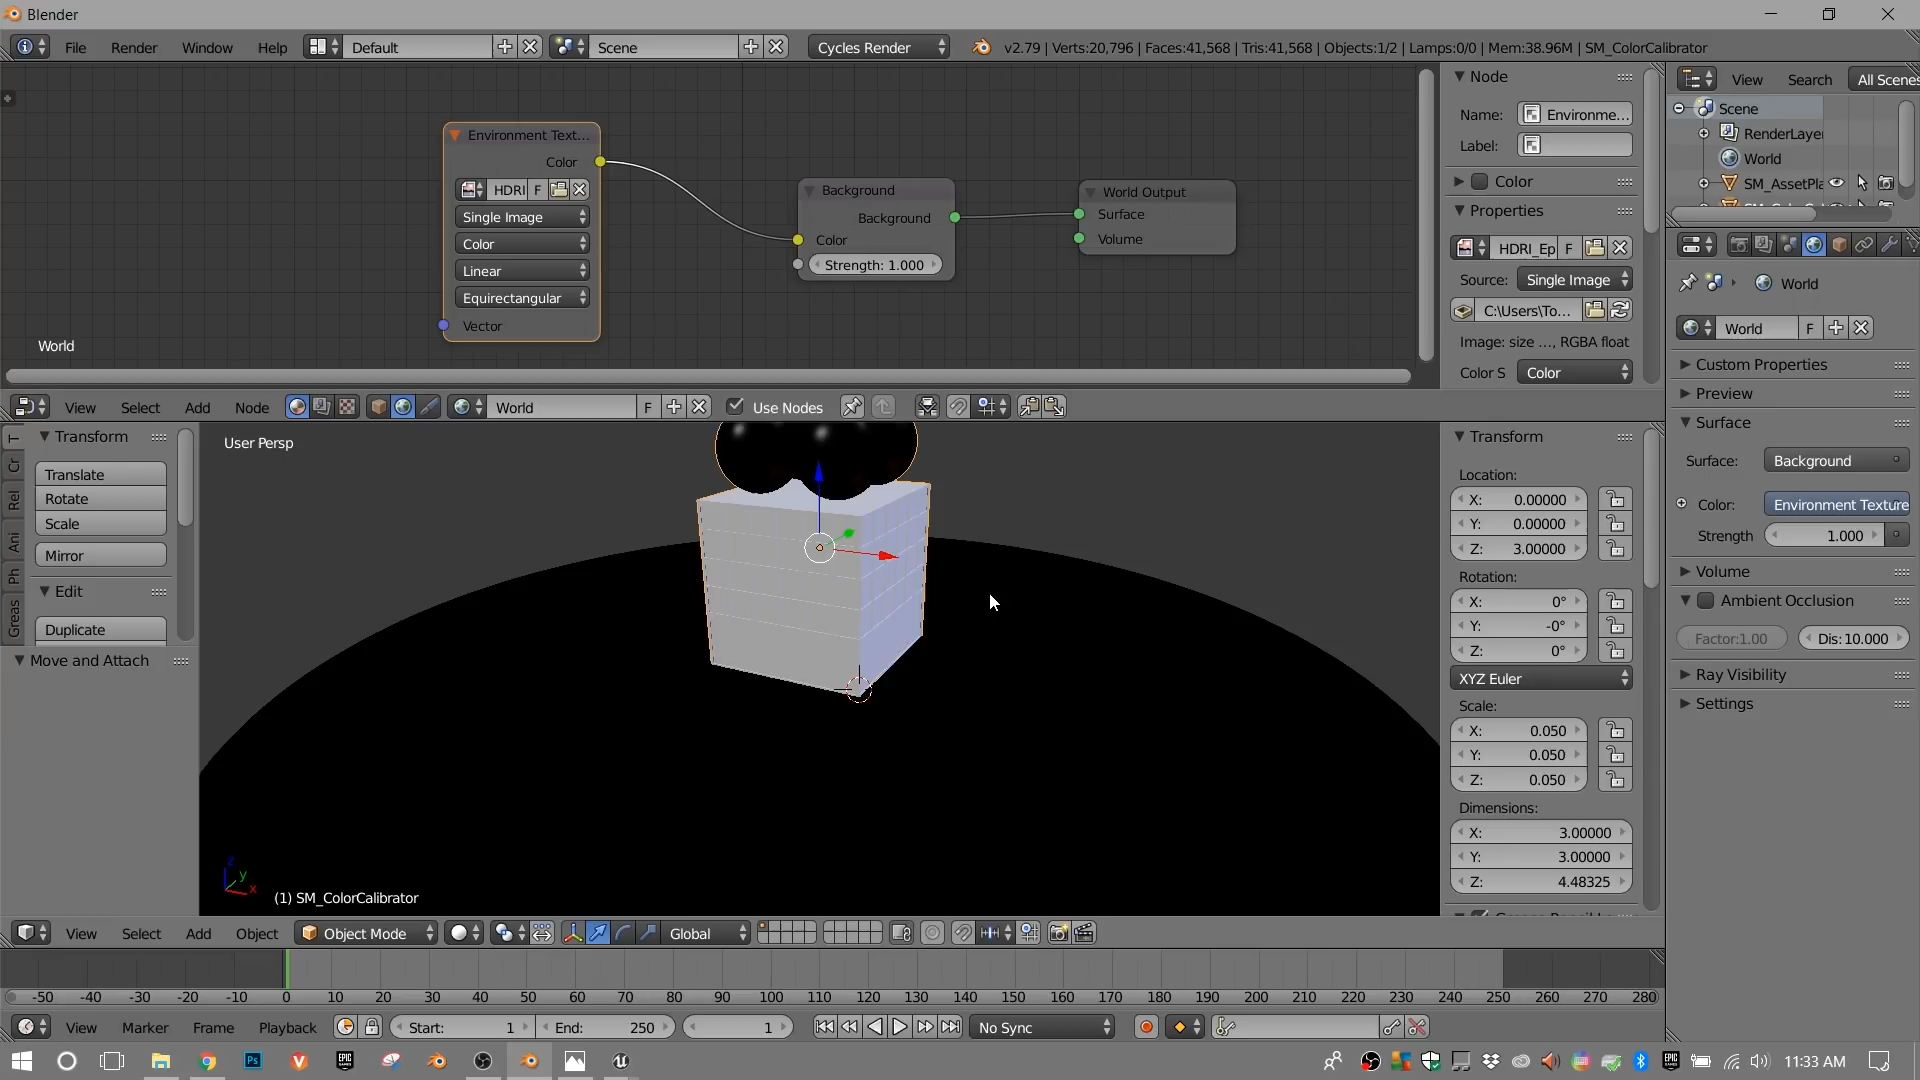 Blender
File Render Window Help Default Scene Cycles Render v2.79 | Verts:20,796 | Faces:41,568 | Tris:41,568 | Objects:1/2 | Lamps:0/0 | Mem:38.96M | SM_ColorCalibrator
Environment Text...
Color
HDRI F
Single Image
Color
Linear
Equirectangular
Vector
Background
Background
Color
Strength: 1.000
World Output
Surface
Volume
World
Node
Name: Environme...
Label:
Color
Properties
HDRI_Ep F
Source: Single Image
C:\Users\To...
Image: size ..., RGBA float
Color S Color
View Search All Scenes
Scene
RenderLayer
World
SM_AssetPla
World
World F
Custom Properties
Preview
Surface
Surface: Background
Color: Environment Texture
Strength 1.000
Volume
Ambient Occlusion
Factor:1.00 Dis: 10.000
Ray Visibility
Settings
View Select Add Node World F Use Nodes
T
Cr
Rel
Ani
Ph
Greas
Transform
Translate
Rotate
Scale
Mirror
Edit
Duplicate
Move and Attach
User Persp
z
y
x
(1) SM_ColorCalibrator
Transform
Location:
X: 0.00000
Y: 0.00000
Z: 3.00000
Rotation:
X: 0°
Y: -0°
Z: 0°
XYZ Euler
Scale:
X: 0.050
Y: 0.050
Z: 0.050
Dimensions:
X: 3.00000
Y: 3.00000
Z: 4.48325
View Select Add Object Object Mode Global
-50 -40 -30 -20 -10 0 10 20 30 40 50 60 70 80 90 100 110 120 130 140 150 160 170 180 190 200 210 220 230 240 250 260 270 280
View Marker Frame Playback Start: 1 End: 250 1 No Sync
Ps EPIC GAMES EPIC 11:33 AM